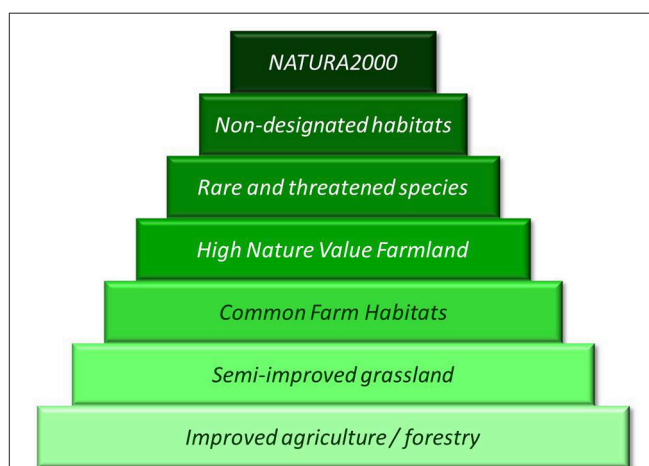 NATURA2000
Non-designated habitats
Rare and threatened species
High Nature Value Farmland
Common Farm Habitats
Semi-improved grassland
Improved agriculture / forestry